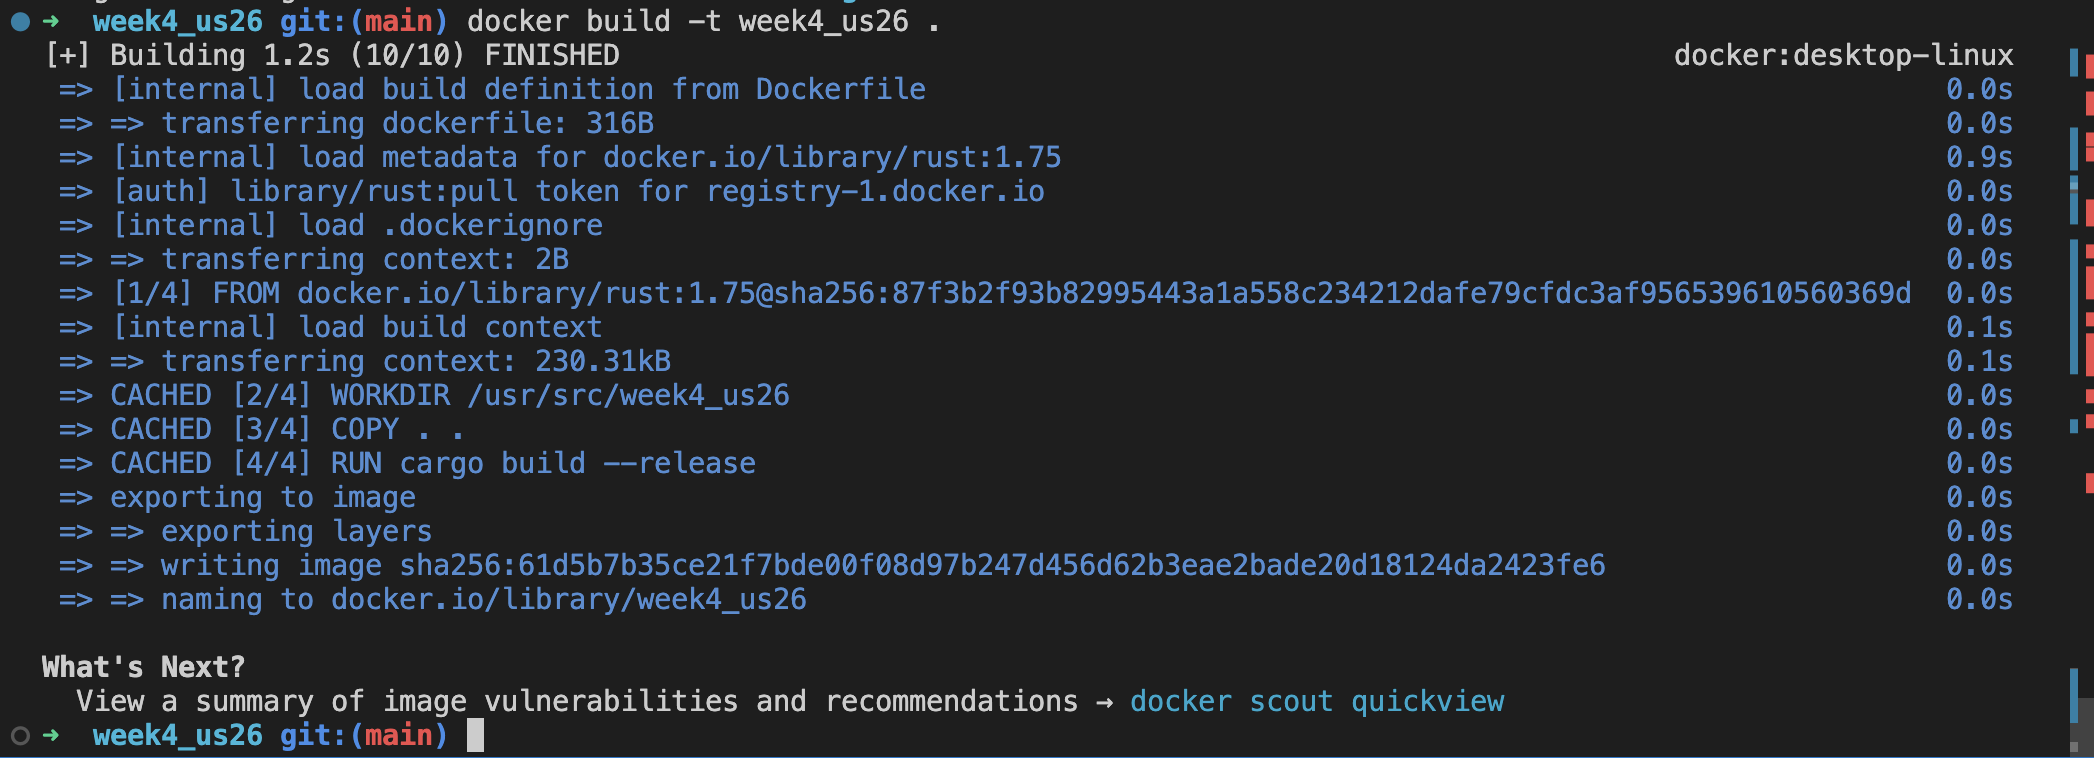 ➜ week4_us26 git:(main) docker build -t week4_us26 .
[+] Building 1.2s (10/10) FINISHED docker:desktop-linux
=> [internal] load build definition from Dockerfile 0.0s
=> => transferring dockerfile: 316B 0.0s
=> [internal] load metadata for docker.io/library/rust:1.75 0.9s
=> [auth] library/rust:pull token for registry-1.docker.io 0.0s
=> [internal] load .dockerignore 0.0s
=> => transferring context: 2B 0.0s
=> [1/4] FROM docker.io/library/rust:1.75@sha256:87f3b2f93b82995443a1a558c234212dafe79cfdc3af956539610560369d 0.0s
=> [internal] load build context 0.1s
=> => transferring context: 230.31kB 0.1s
=> CACHED [2/4] WORKDIR /usr/src/week4_us26 0.0s
=> CACHED [3/4] COPY . . 0.0s
=> CACHED [4/4] RUN cargo build --release 0.0s
=> exporting to image 0.0s
=> => exporting layers 0.0s
=> => writing image sha256:61d5b7b35ce21f7bde00f08d97b247d456d62b3eae2bade20d18124da2423fe6 0.0s
=> => naming to docker.io/library/week4_us26 0.0s
What's Next?
View a summary of image vulnerabilities and recommendations → docker scout quickview
➜ week4_us26 git:(main)